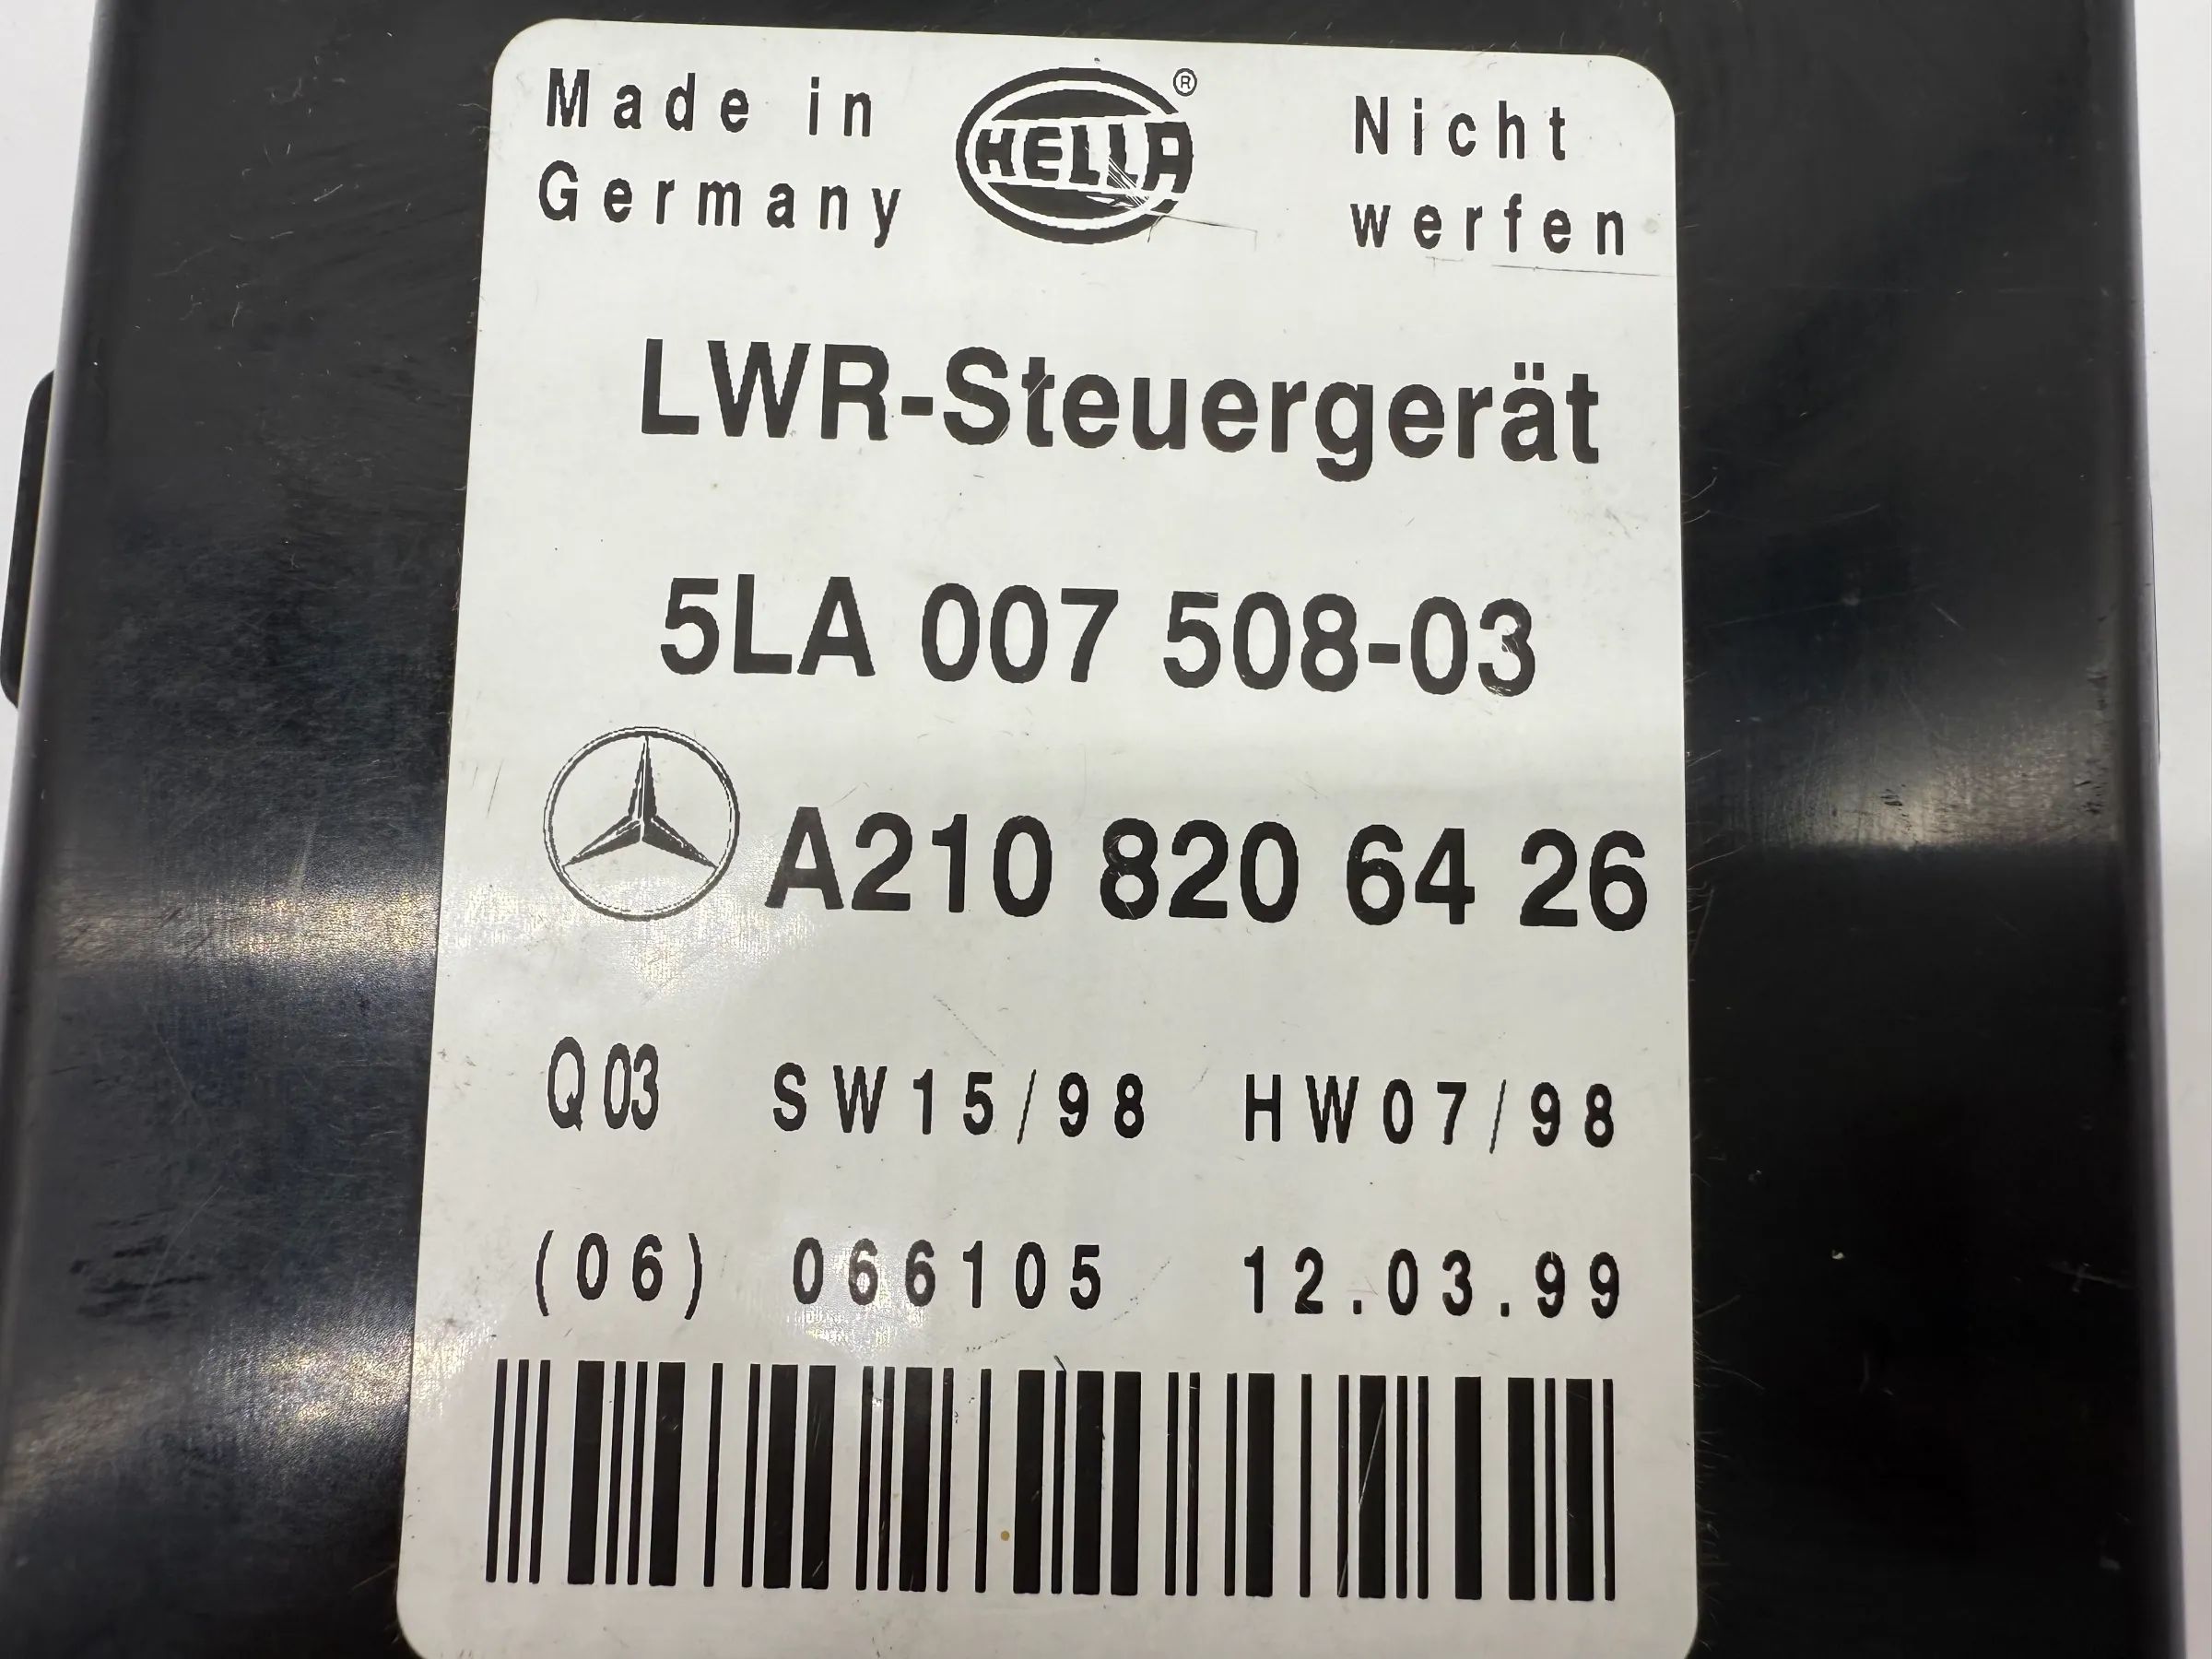 Made in
Germany
HELLA ®
Nicht
werfen
LWR-Steuergerät
5LA 007 508-03
A210 820 64 26
Q03 SW15/98 HW07/98
(06) 066105 12.03.99